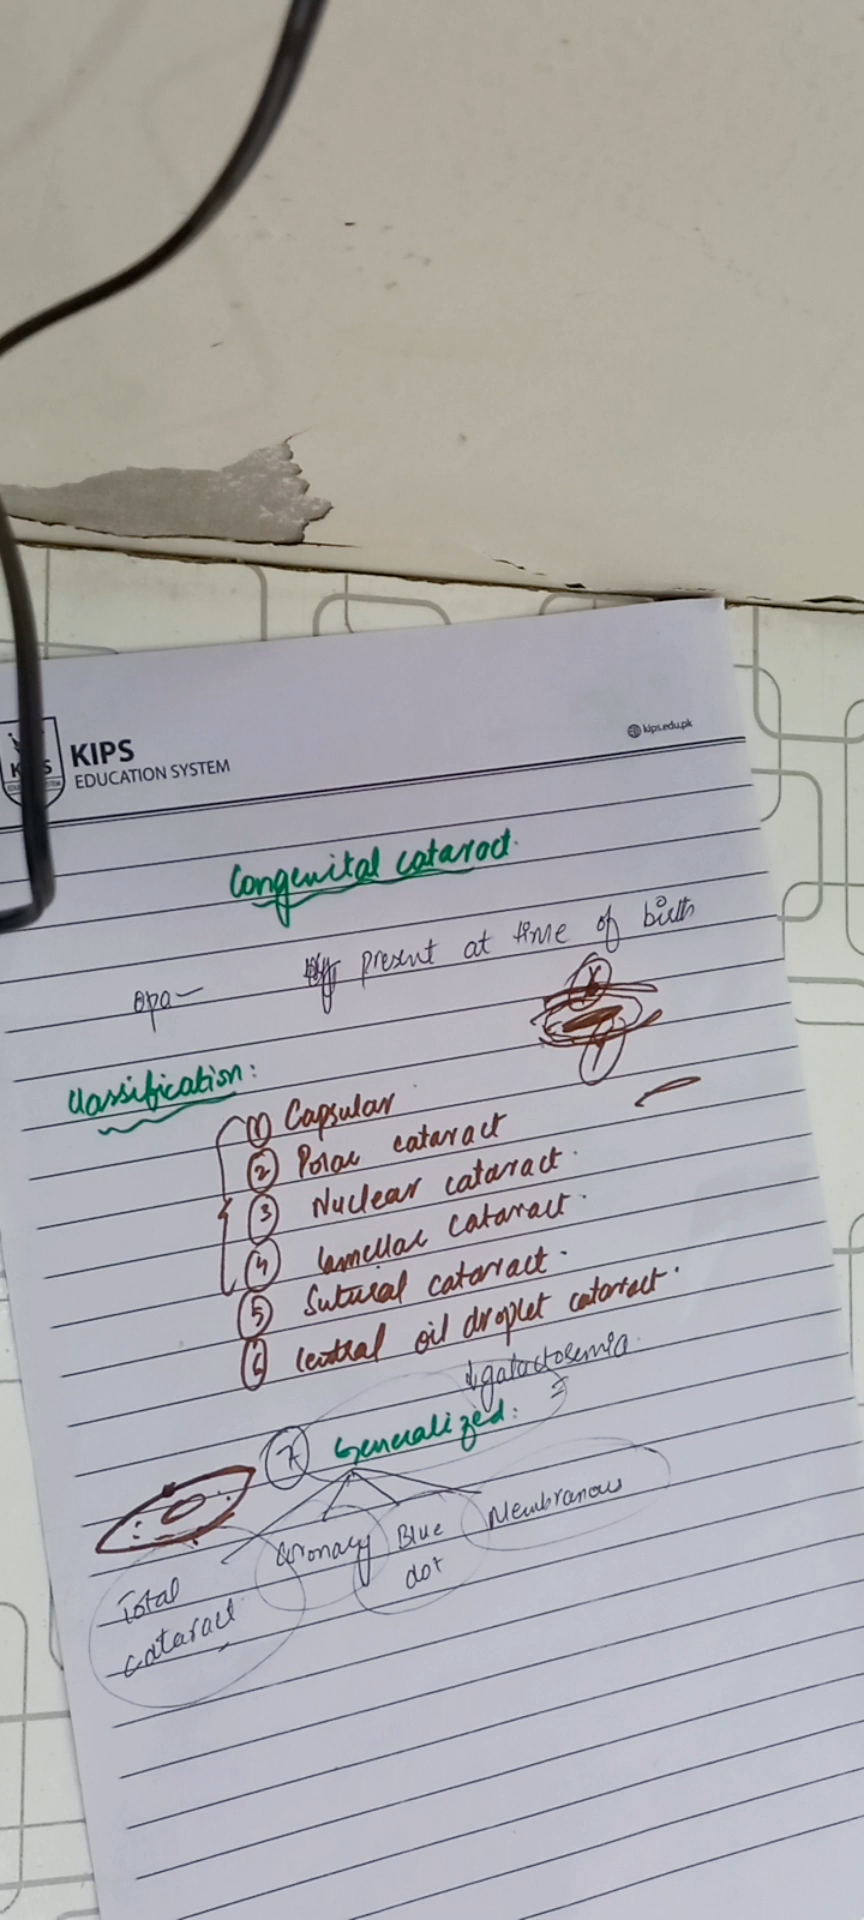 KIPS
EDUCATION SYSTEM
kips.edu.pk
Congenital cataract.
opa— present at time of birth
Classification:
① Capsular
② Polar cataract
③ Nuclear cataract.
④ lamellar cataract.
⑤ Sutural cataract.
⑥ Central oil droplet cataract.
↓galactosemia
⑦ Generalized:
Total cataract
Coronary
Blue dot
Membranous